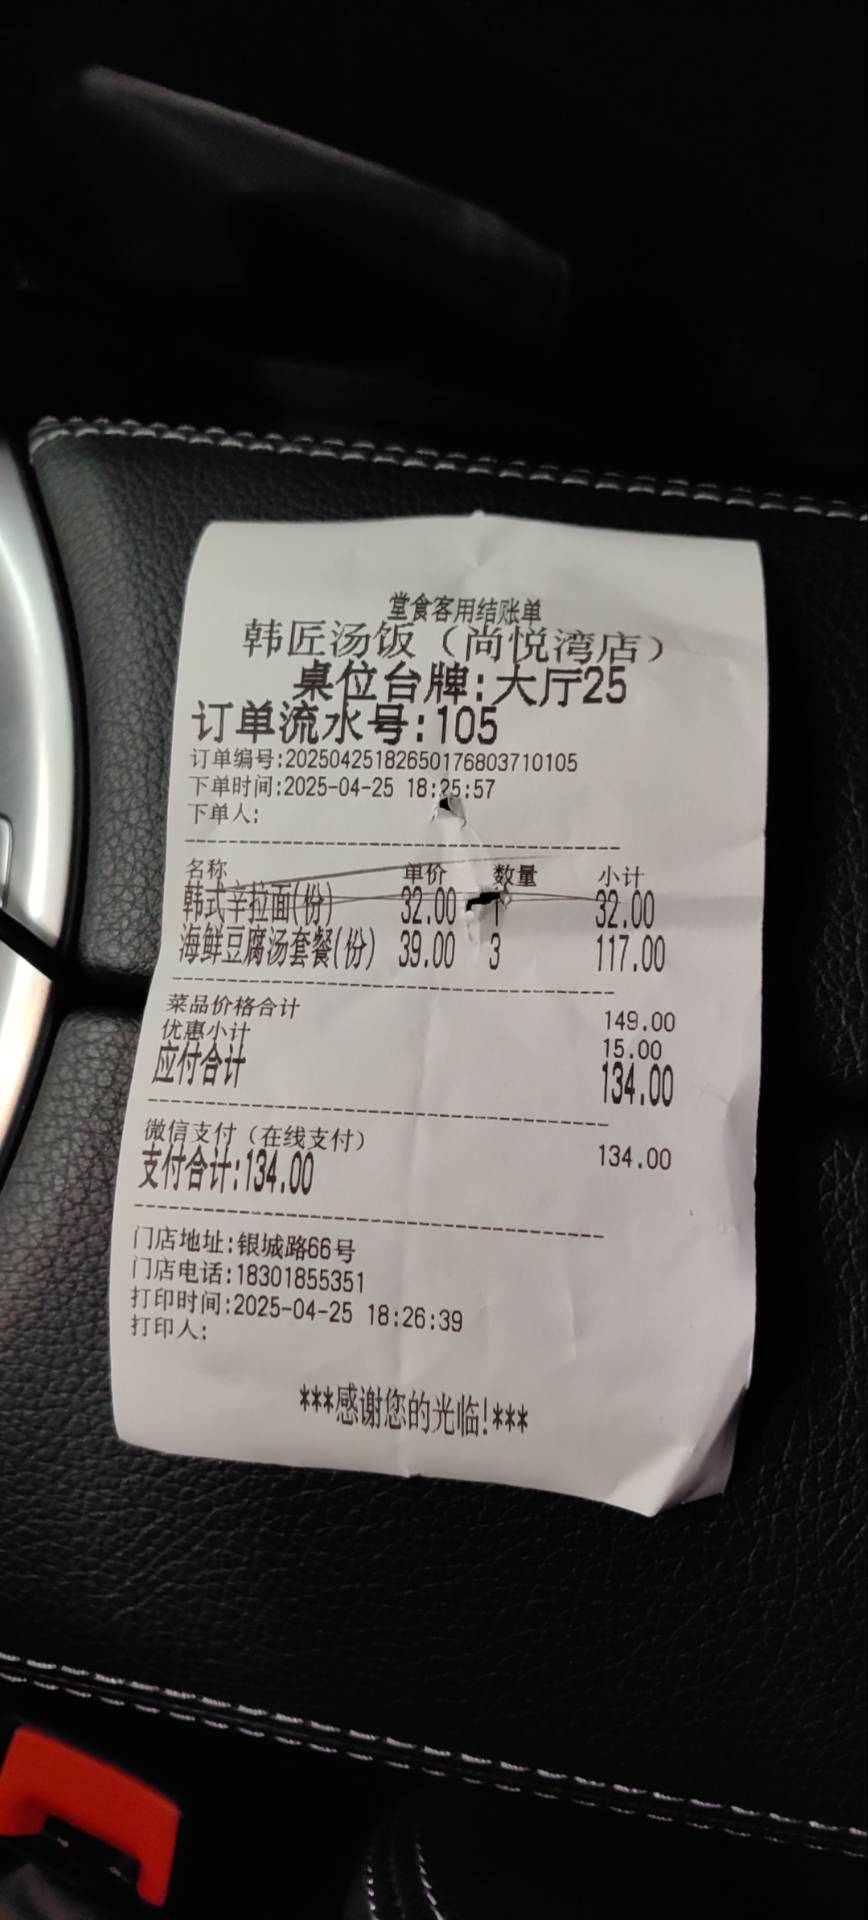 堂食客用结账单
韩匠汤饭（尚悦湾店）
桌位台牌:大厅25
订单流水号:105
订单编号:20250425182650176803710105
下单时间:2025-04-25 18:25:57
下单人:
名称 单价 数量 小计
韩式辛拉面(份) 32.00 1 32.00
海鲜豆腐汤套餐(份) 39.00 3 117.00
菜品价格合计 149.00
优惠小计 15.00
应付合计 134.00
微信支付（在线支付） 134.00
支付合计:134.00
门店地址:银城路66号
门店电话:18301855351
打印时间:2025-04-25 18:26:39
打印人:
***感谢您的光临!***